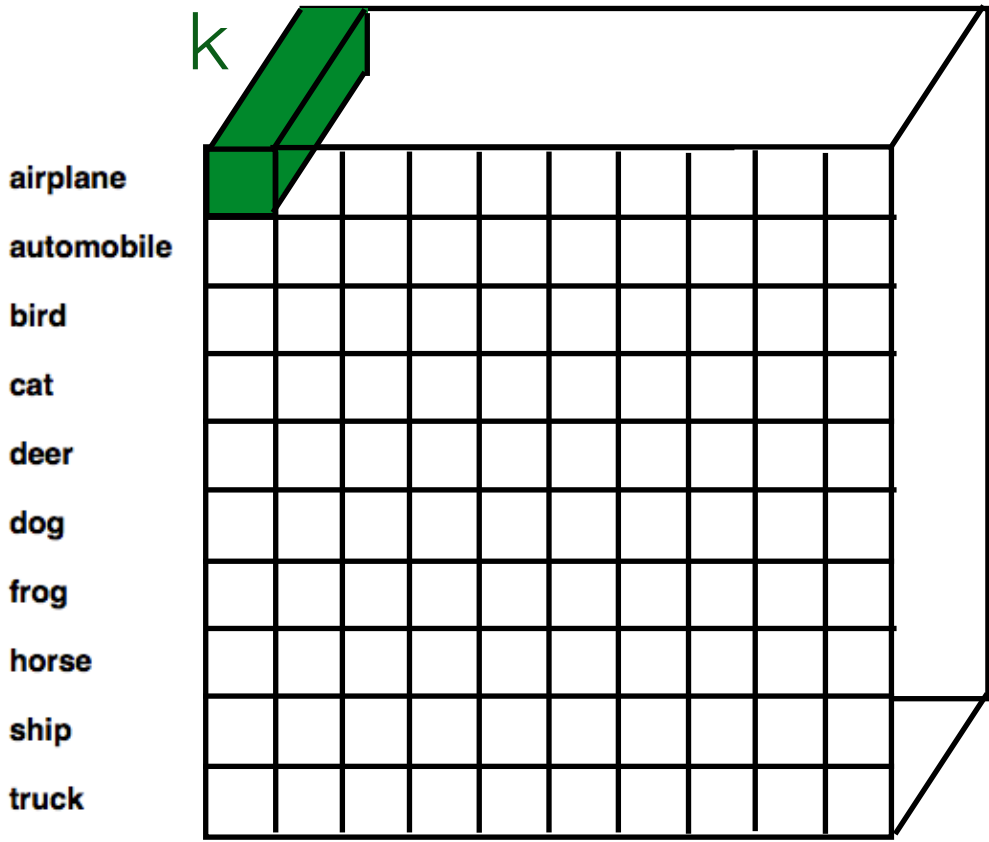 k
airplane
automobile
bird
cat
deer
dog
frog
horse
ship
truck